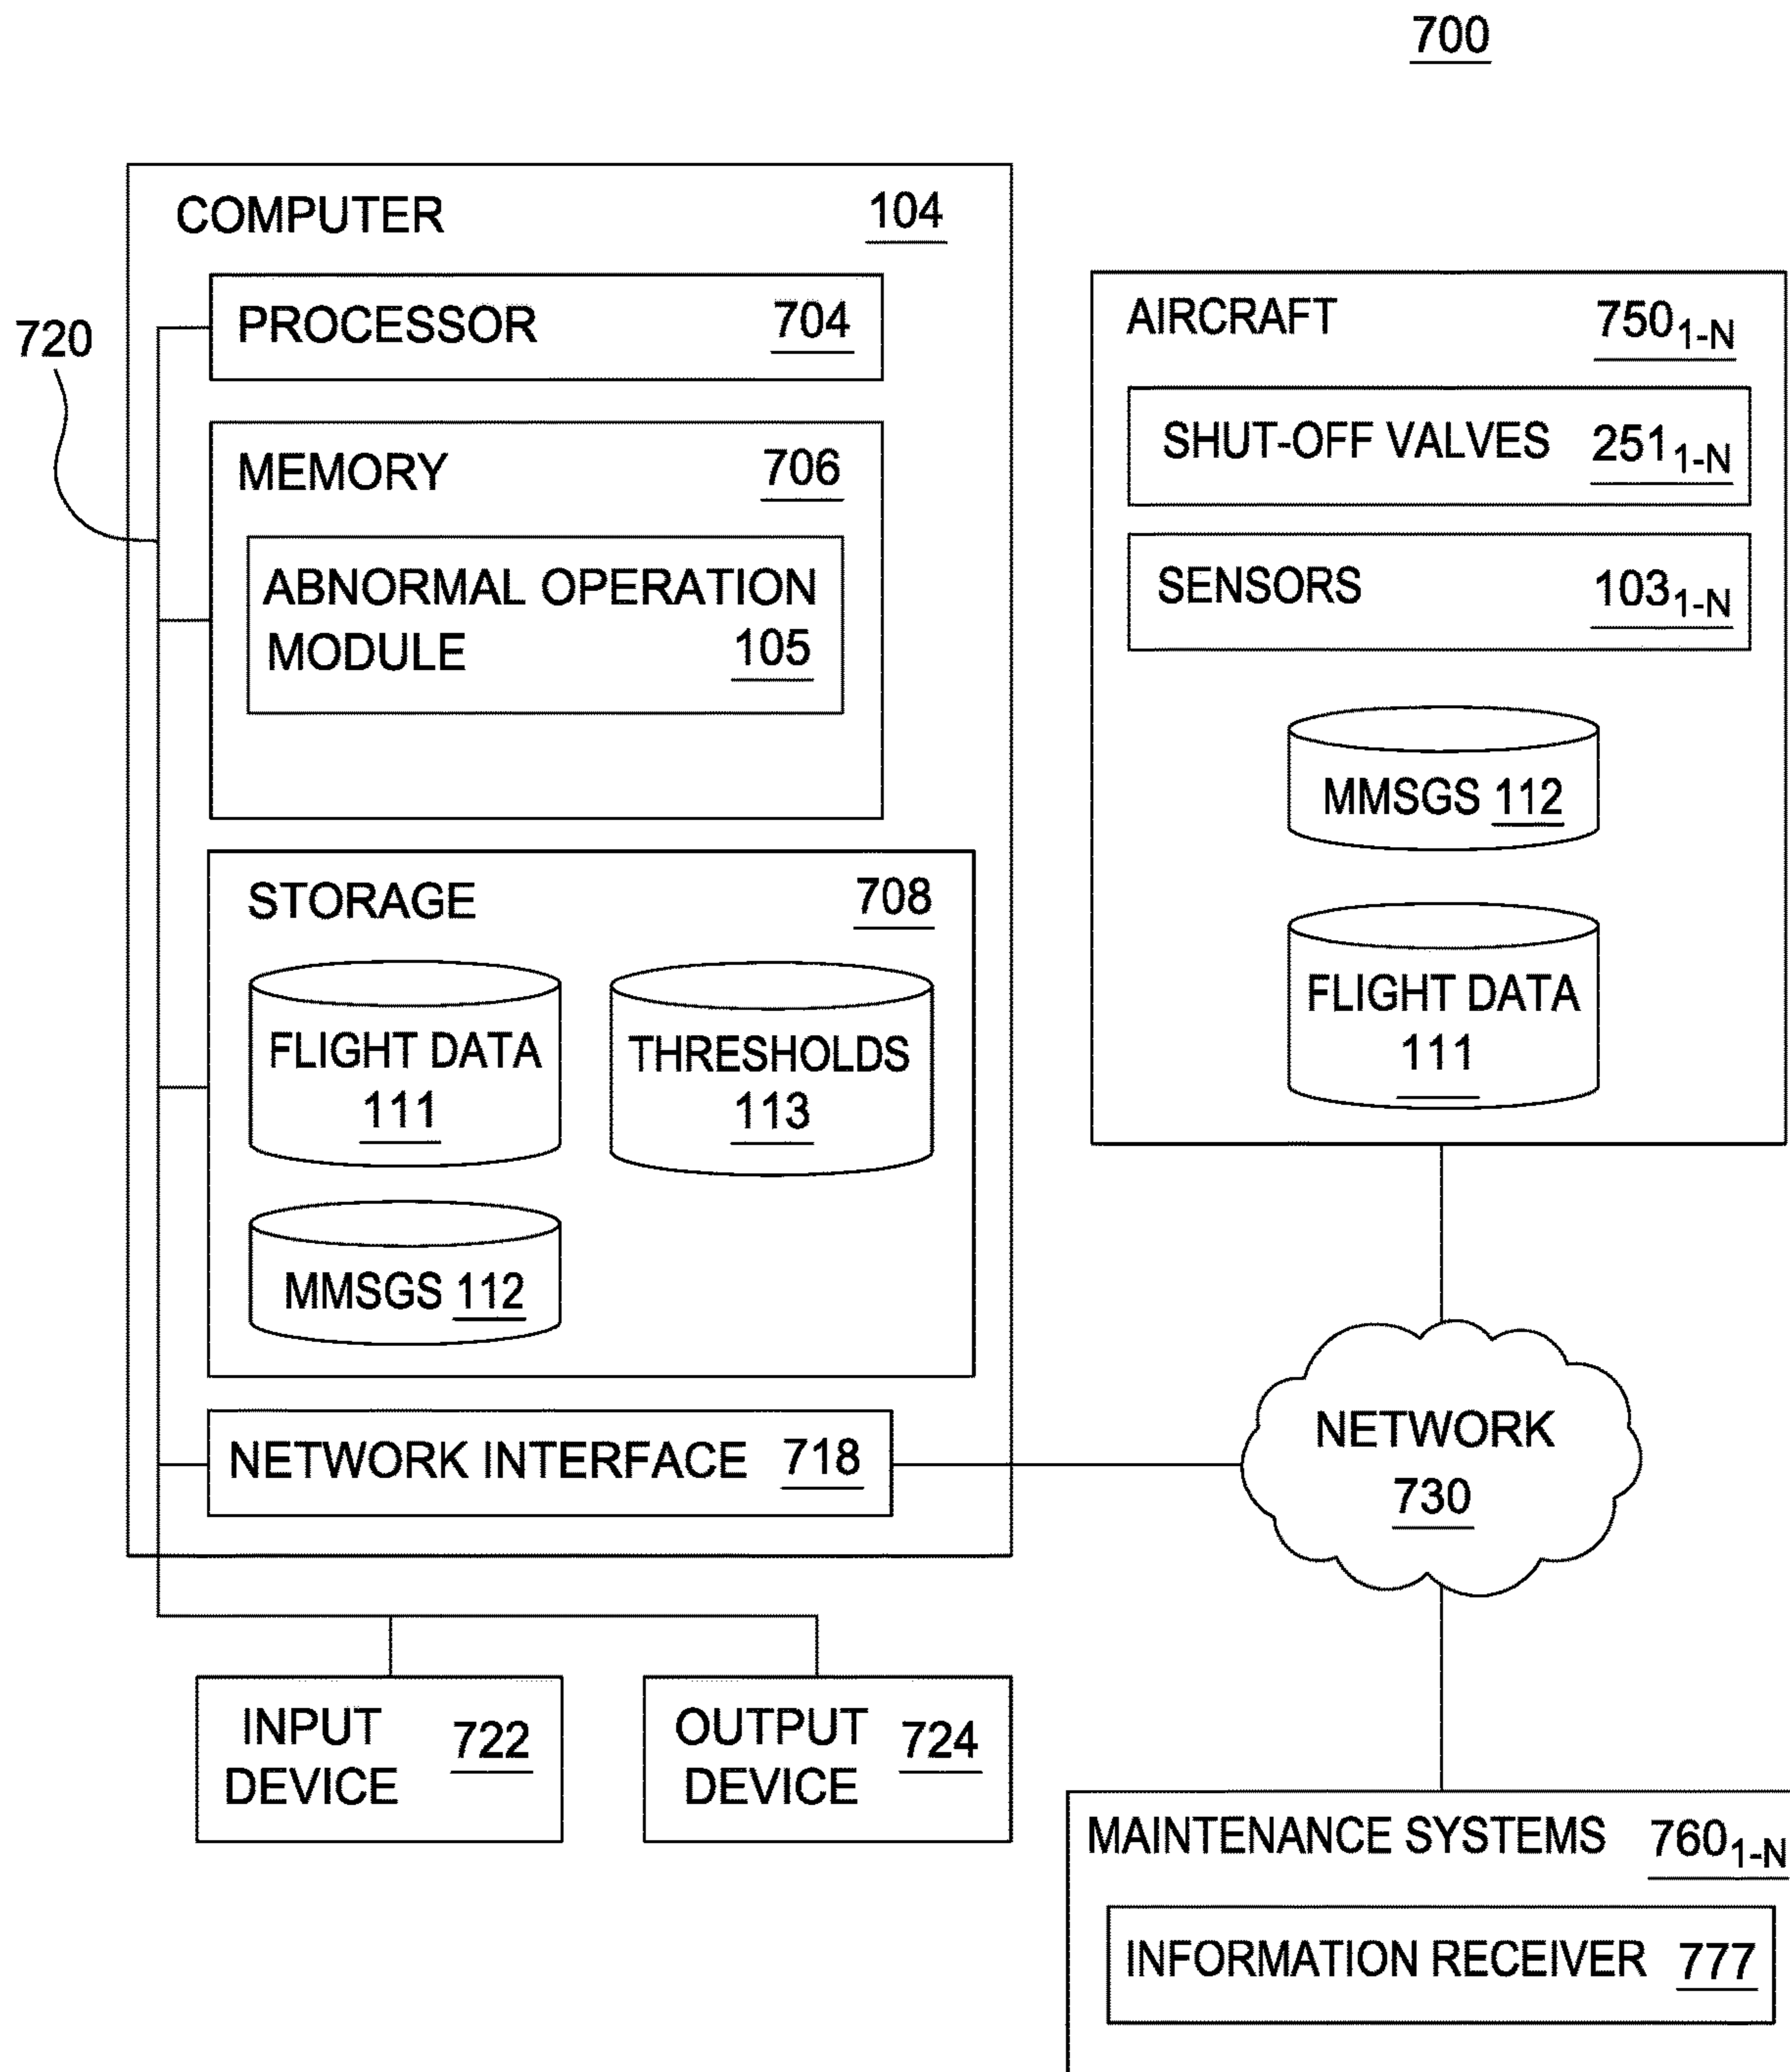 700
COMPUTER 104
PROCESSOR 704
720
MEMORY 706
ABNORMAL OPERATION
MODULE 105
STORAGE 708
FLIGHT DATA
111
THRESHOLDS
113
MMSGS 112
NETWORK INTERFACE 718
INPUT
DEVICE
722
OUTPUT
DEVICE
724
AIRCRAFT 750₁₋N
SHUT-OFF VALVES 251₁₋N
SENSORS 103₁₋N
MMSGS 112
FLIGHT DATA
111
NETWORK
730
MAINTENANCE SYSTEMS 760₁₋N
INFORMATION RECEIVER 777